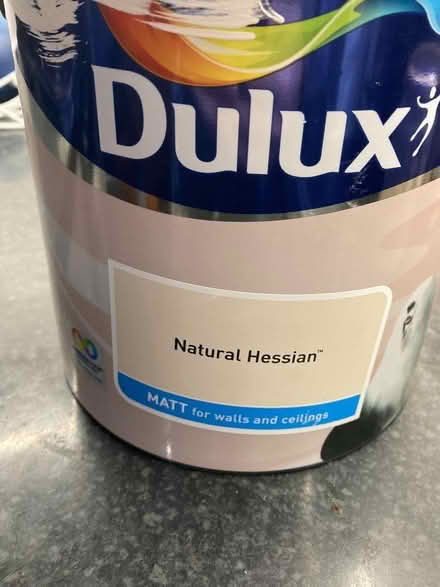 Dulux
Natural Hessian™
MATT for walls and ceilings